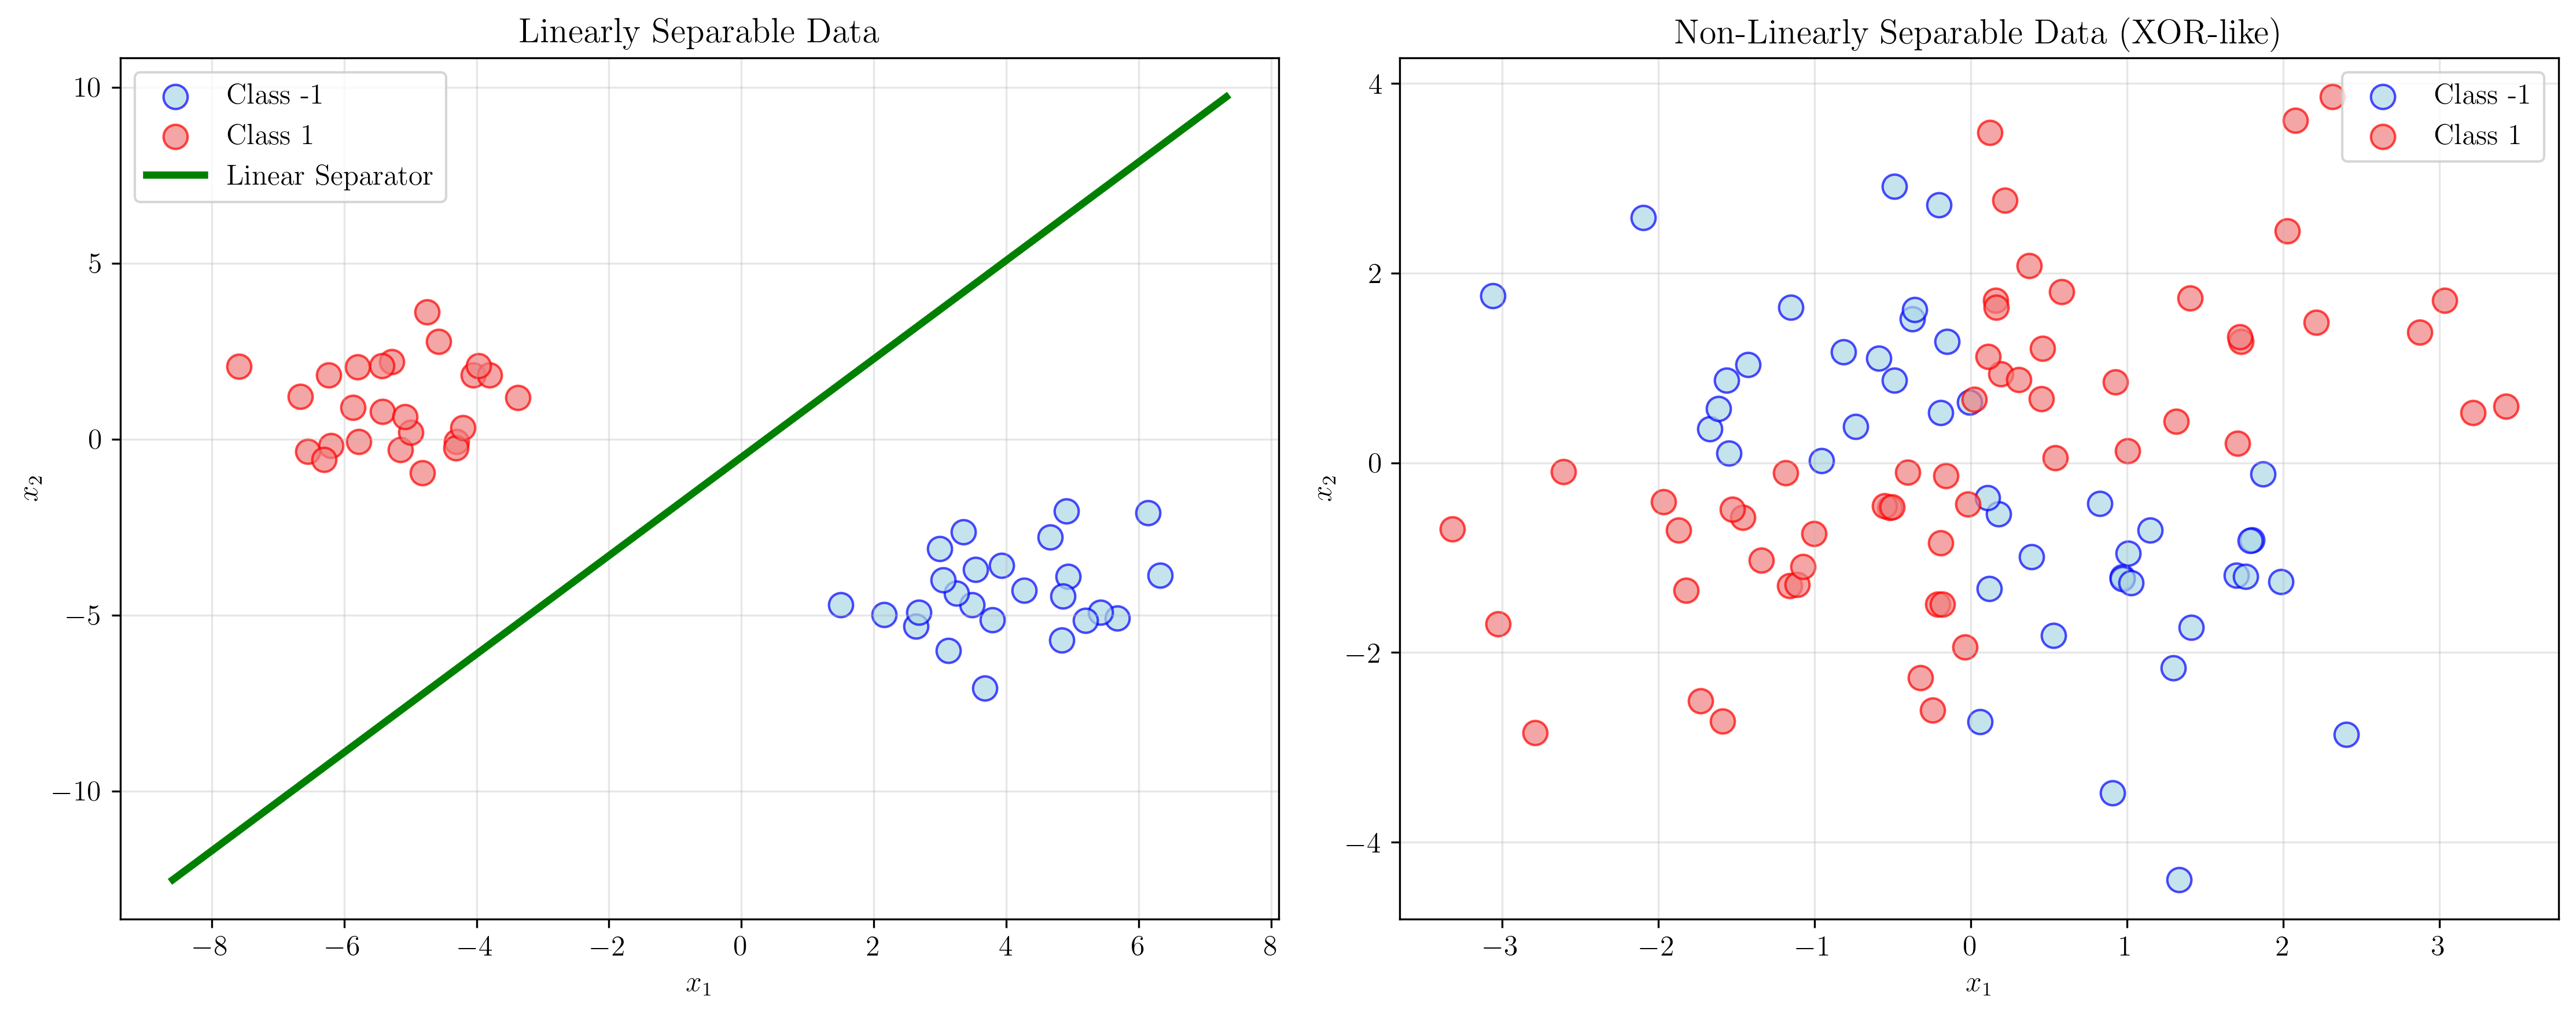 Linearly Separable Data
Class -1
Class 1
Linear Separator
10
5
0
−5
−10
x₂
−8 −6 −4 −2 0 2 4 6 8
x₁
Non-Linearly Separable Data (XOR-like)
Class -1
Class 1
4
2
0
−2
−4
x₂
−3 −2 −1 0 1 2 3
x₁